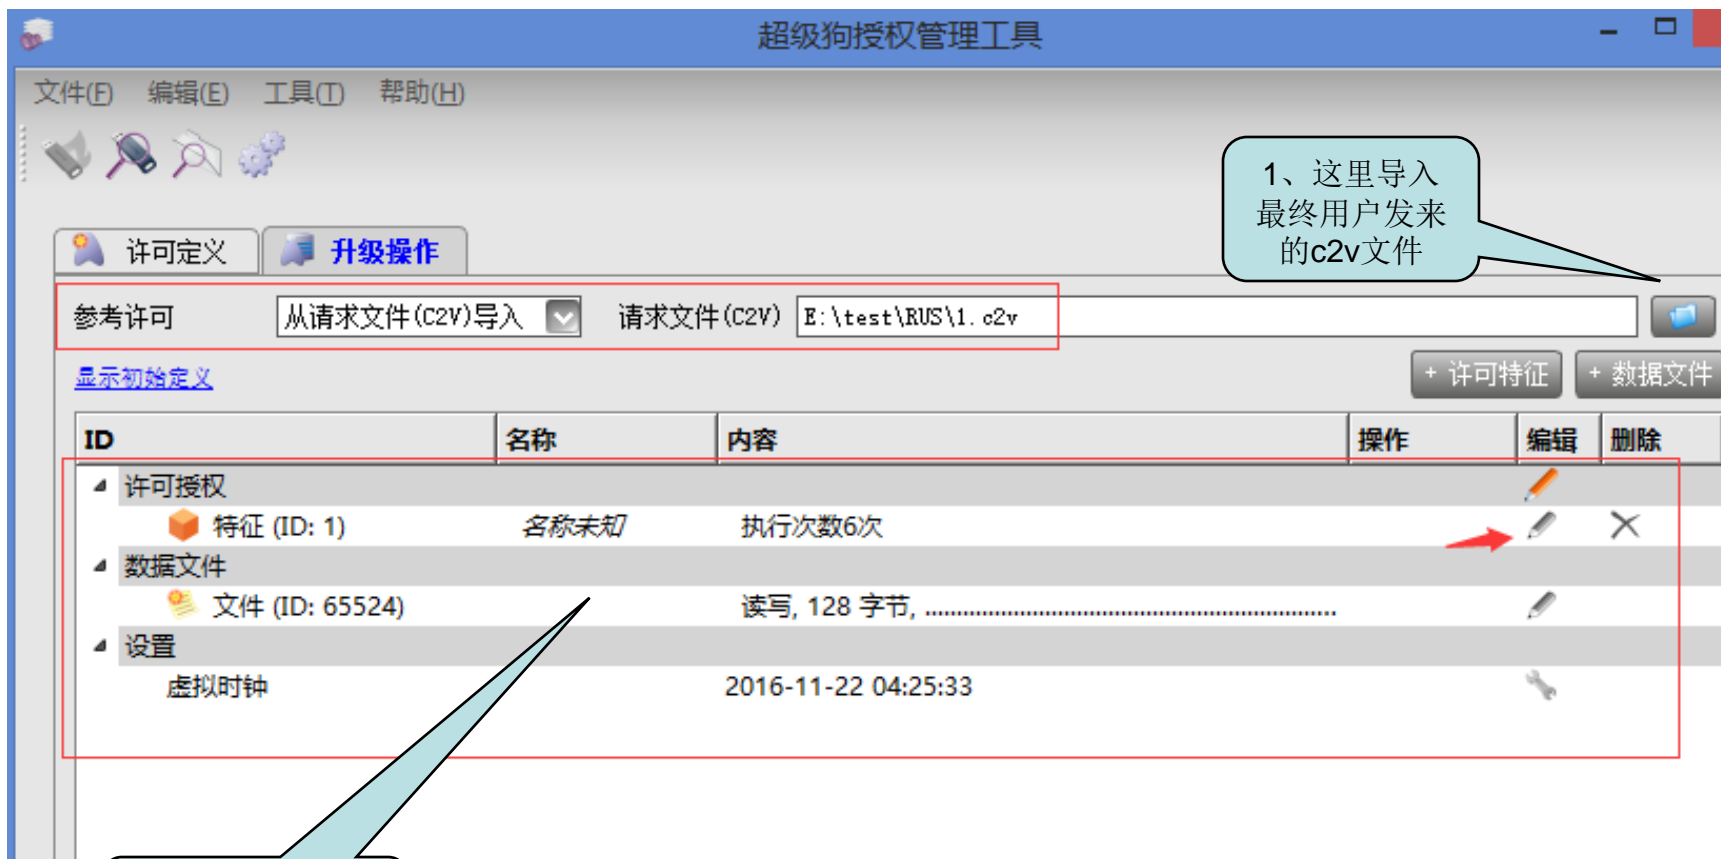 超级狗授权管理工具
文件(F) 编辑(E) 工具(T) 帮助(H)
1、这里导入
最终用户发来
的c2v文件
许可定义 升级操作
参考许可 从请求文件(C2V)导入 请求文件(C2V) E:\test\RUS\1.c2v
显示初始定义 + 许可特征 + 数据文件
ID 名称 内容 操作 编辑 删除
许可授权
特征 (ID: 1) 名称未知 执行次数6次
数据文件
文件 (ID: 65524) 读写, 128 字节, ..................................................................
设置
虚拟时钟 2016-11-22 04:25:33